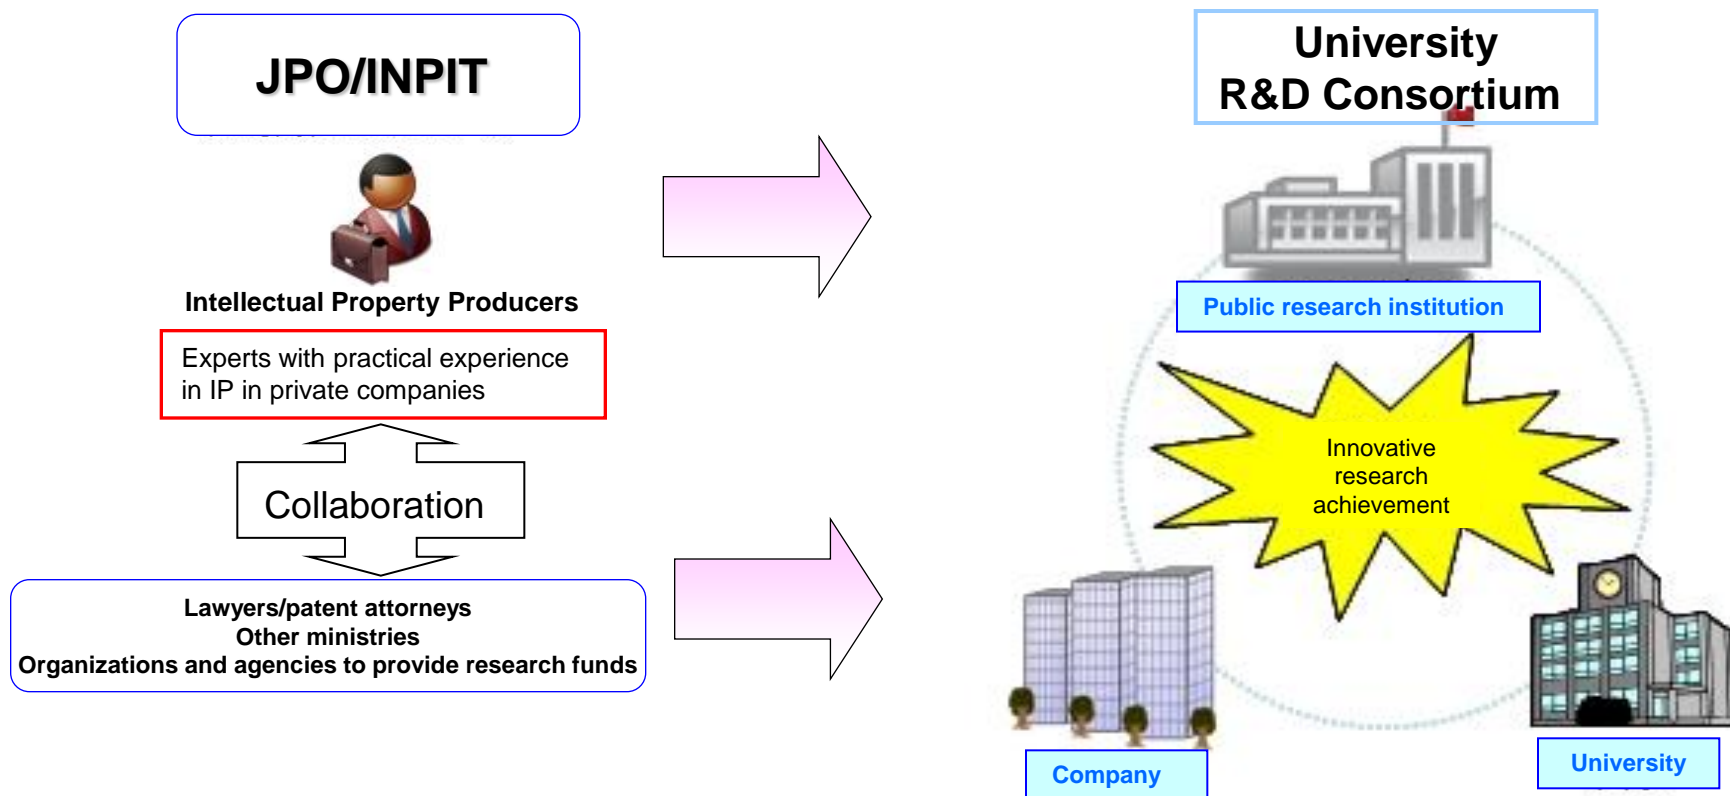 JPO/INPIT
Intellectual Property Producers
Experts with practical experience
in IP in private companies
Collaboration
Lawyers/patent attorneys
Other ministries
Organizations and agencies to provide research funds
University
R&D Consortium
Public research institution
Innovative
research
achievement
Company
University